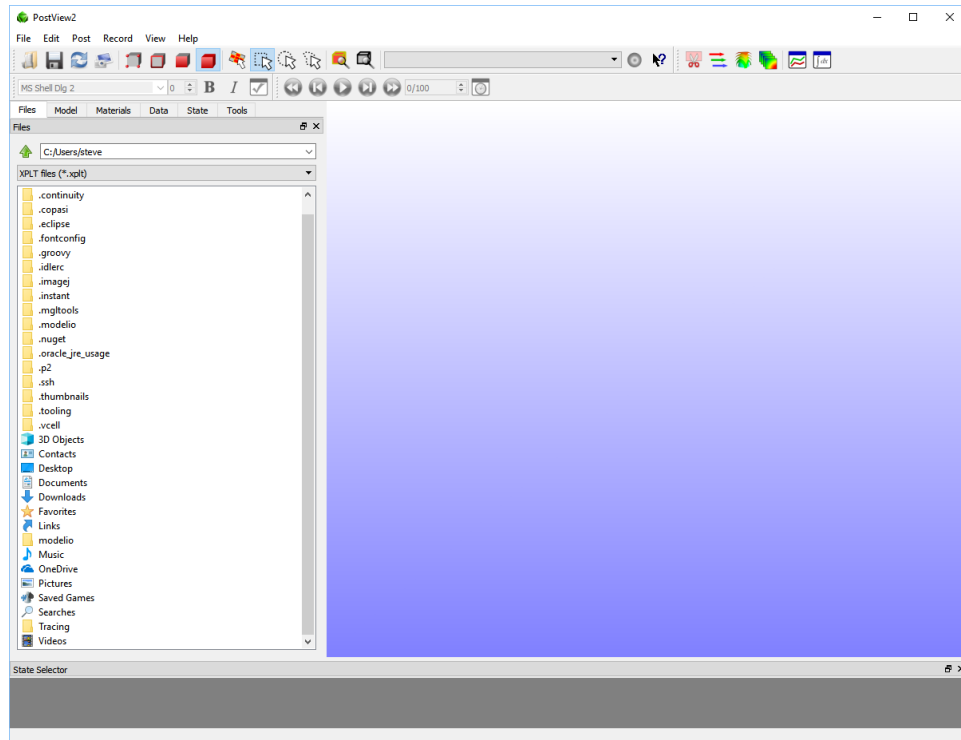 PostView2
File Edit Post Record View Help
MS Shell Dlg 2 0 B I 0/100
Files Model Materials Data State Tools
Files
C:/Users/steve
XPLT files (*.xplt)
.continuity
.copasi
.eclipse
.fontconfig
.groovy
.idlerc
.imagej
.instant
.mgltools
.modelio
.nuget
.oracle_jre_usage
.p2
.ssh
.thumbnails
.tooling
.vcell
3D Objects
Contacts
Desktop
Documents
Downloads
Favorites
Links
modelio
Music
OneDrive
Pictures
Saved Games
Searches
Tracing
Videos
State Selector